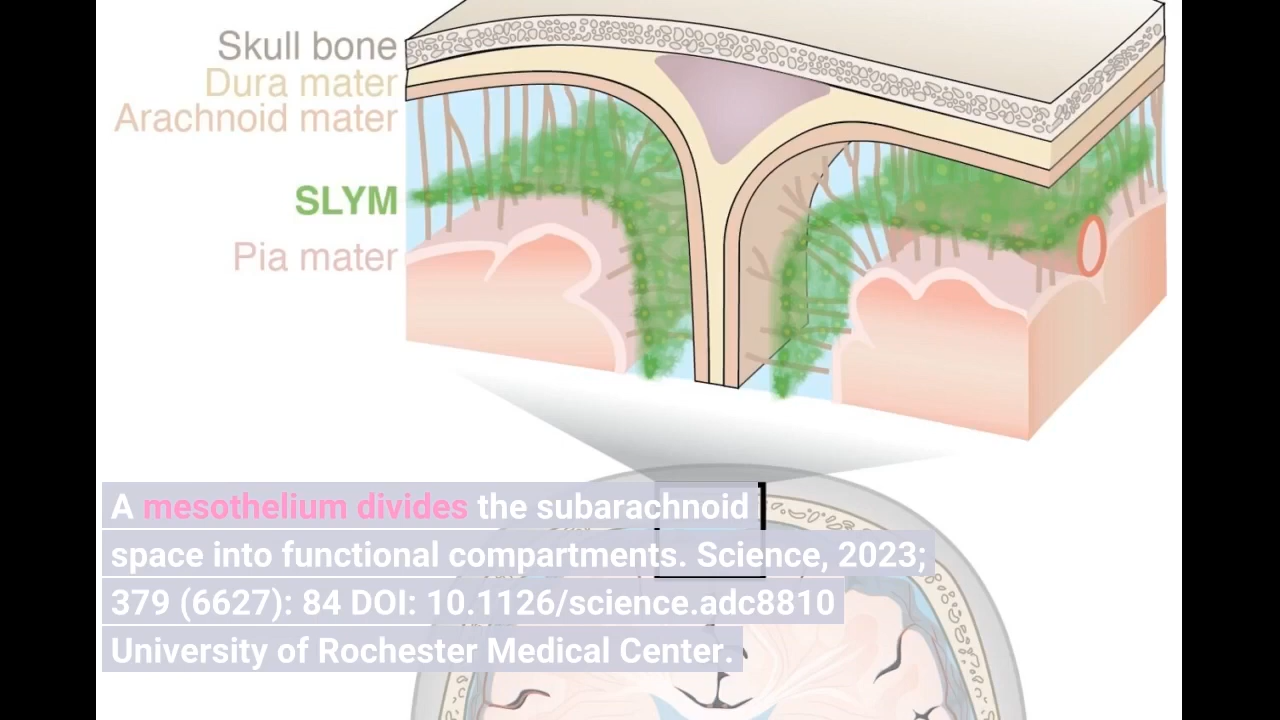 Skull bone
Dura mater
Arachnoid mater
SLYM
Pia mater
A mesothelium divides the subarachnoid
space into functional compartments. Science, 2023;
379 (6627): 84 DOI: 10.1126/science.adc8810
University of Rochester Medical Center.